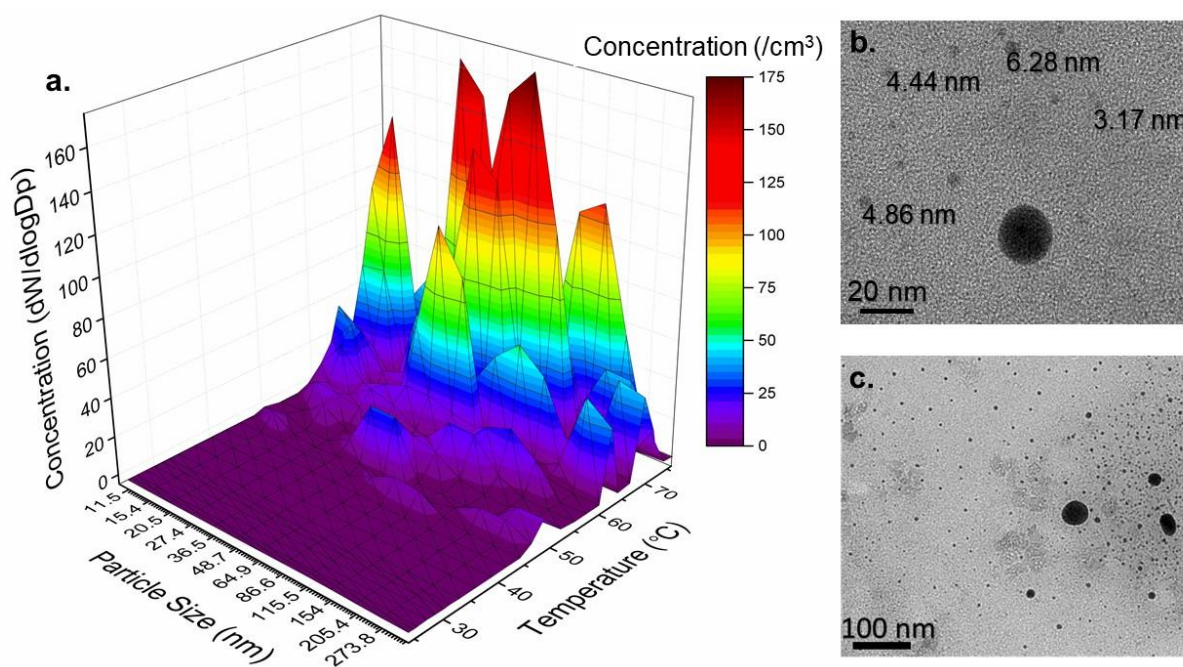 a.
Concentration (/cm³)
175
150
125
100
75
50
25
0
Concentration (dW/dlogDp)
160
140
120
100
80
60
40
20
0
11.5
15.4
20.5
27.4
36.5
48.7
64.9
86.6
115.5
154
205.4
273.8
Particle Size (nm)
30
40
50
60
70
Temperature (°C)
b.
6.28 nm
4.44 nm
3.17 nm
4.86 nm
20 nm
c.
100 nm